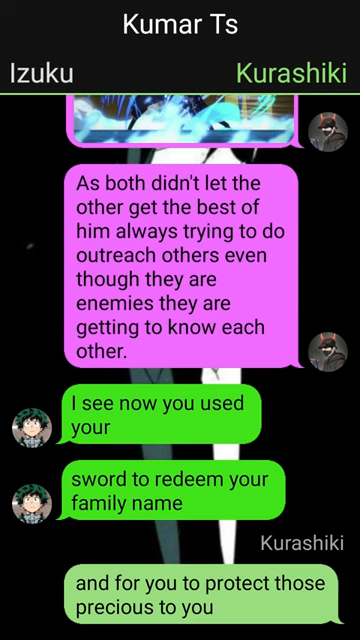 Kumar Ts
Izuku
Kurashiki
As both didn't let the
other get the best of
him always trying to do
outreach others even
though they are
enemies they are
getting to know each
other.
I see now you used
your
sword to redeem your
family name
Kurashiki
and for you to protect those
precious to you